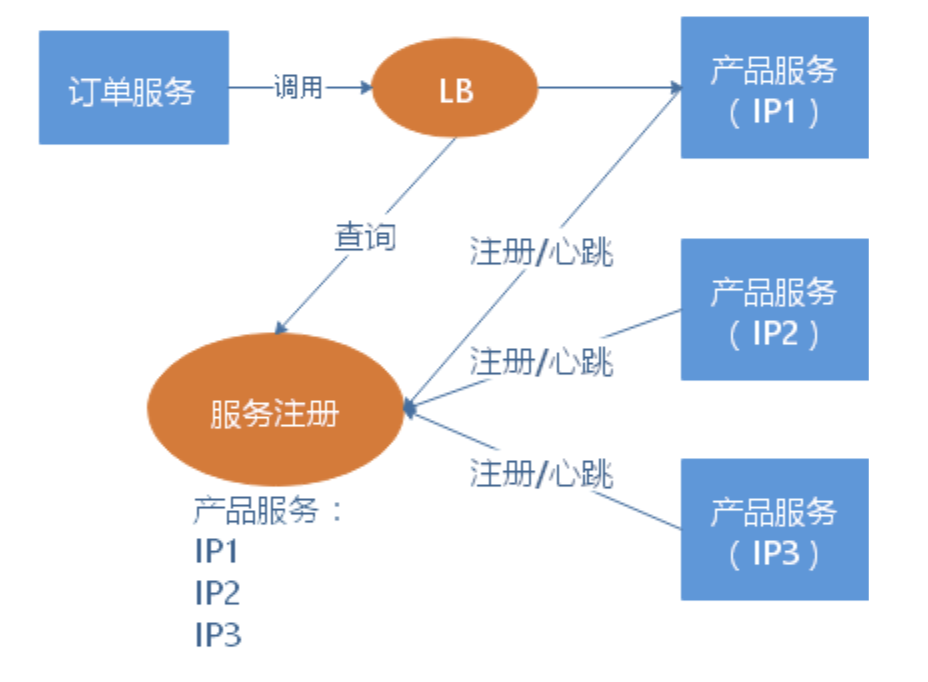 订单服务
调用
LB
产品服务
（IP1）
查询
注册/心跳
产品服务
（IP2）
注册/心跳
服务注册
注册/心跳
产品服务
（IP3）
产品服务：
IP1
IP2
IP3